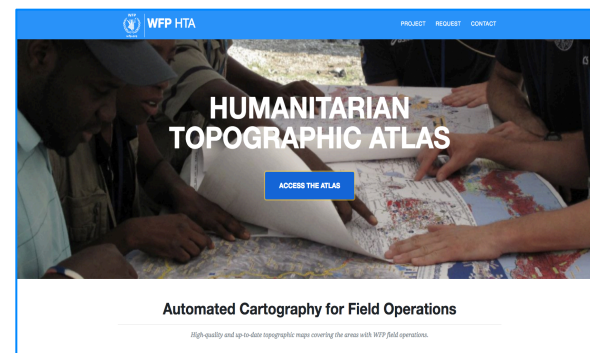 WFP
WFP HTA
PROJECT REQUEST CONTACT
HUMANITARIAN
TOPOGRAPHIC ATLAS
ACCESS THE ATLAS
Automated Cartography for Field Operations
High-quality and up-to-date topographic maps covering the areas with WFP field operations.